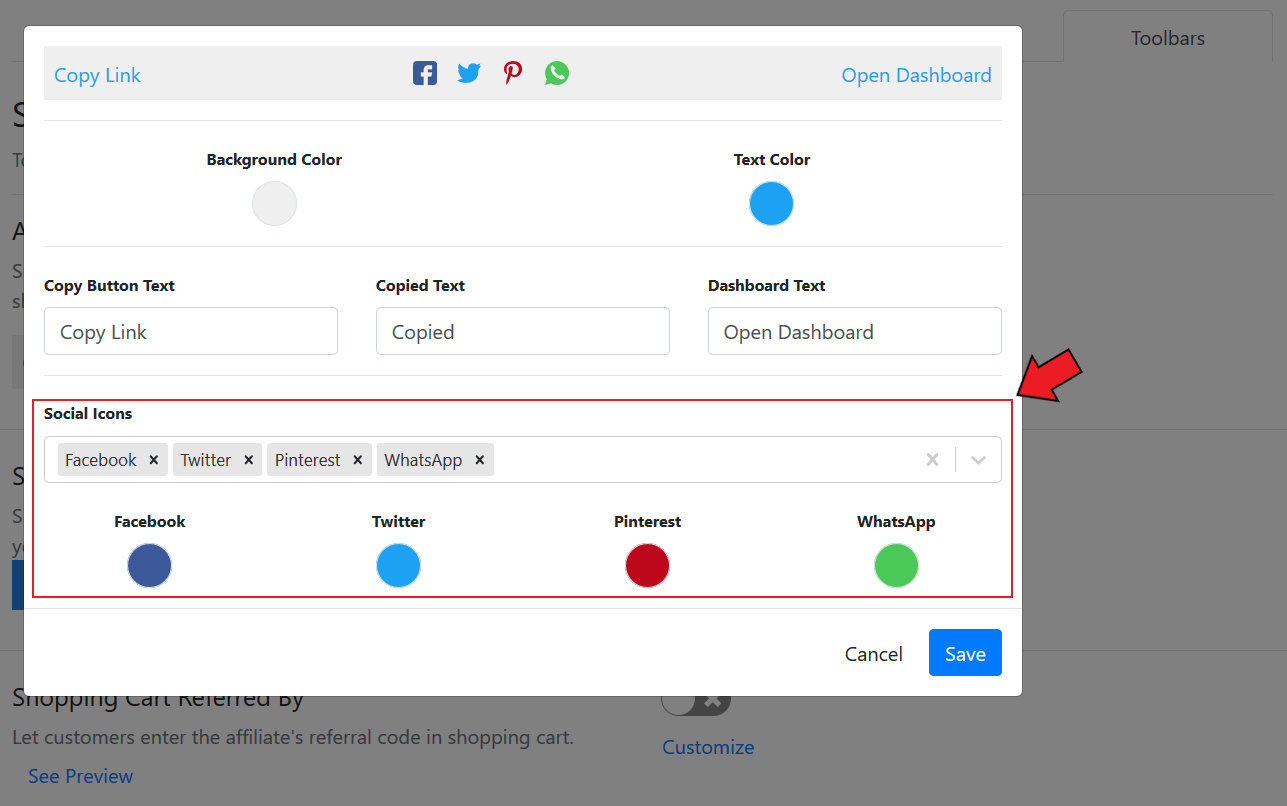 Toolbars
Copy Link Open Dashboard
Background Color Text Color
Copy Button Text Copied Text Dashboard Text
Copy Link Copied Open Dashboard
Social Icons
Facebook Twitter Pinterest WhatsApp
Facebook Twitter Pinterest WhatsApp
Cancel Save
Shopping Cart Referred By
Let customers enter the affiliate's referral code in shopping cart.
Customize
See Preview